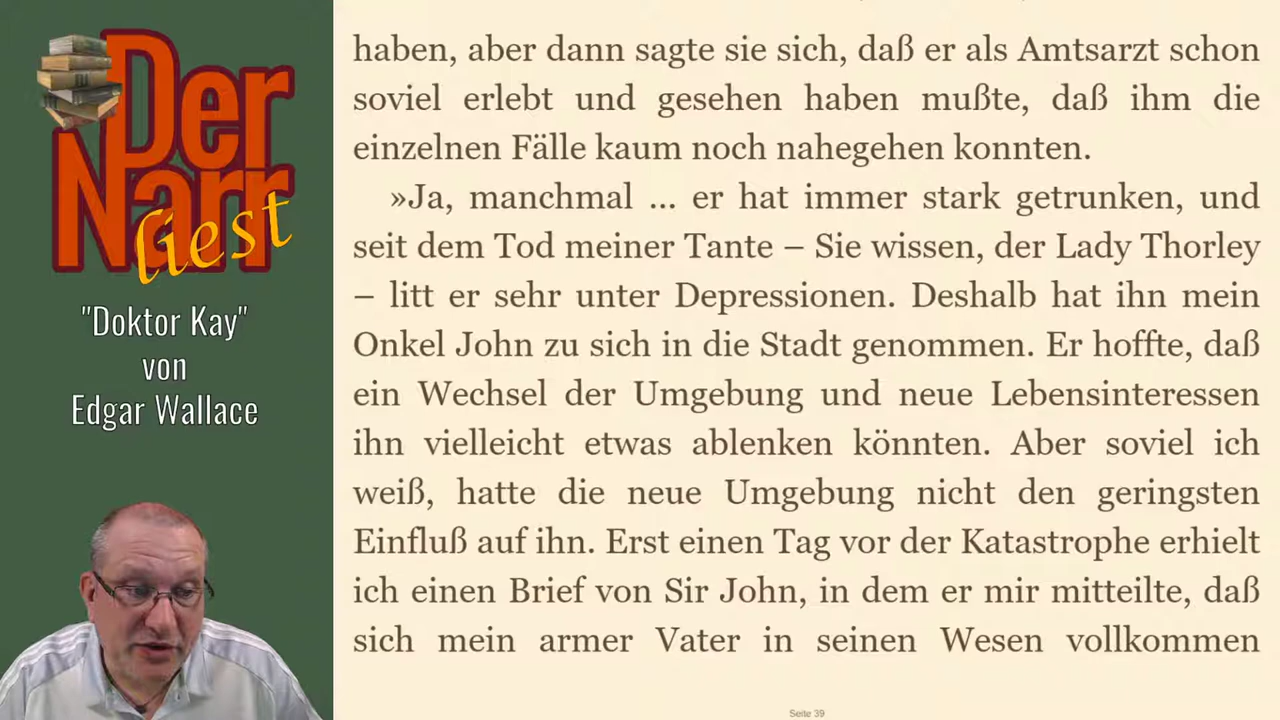 Der
Narr
liest
"Doktor Kay"
von
Edgar Wallace
haben, aber dann sagte sie sich, daß er als Amtsarzt schon
soviel erlebt und gesehen haben mußte, daß ihm die
einzelnen Fälle kaum noch nahegehen konnten.
»Ja, manchmal ... er hat immer stark getrunken, und
seit dem Tod meiner Tante – Sie wissen, der Lady Thorley
– litt er sehr unter Depressionen. Deshalb hat ihn mein
Onkel John zu sich in die Stadt genommen. Er hoffte, daß
ein Wechsel der Umgebung und neue Lebensinteressen
ihn vielleicht etwas ablenken könnten. Aber soviel ich
weiß, hatte die neue Umgebung nicht den geringsten
Einfluß auf ihn. Erst einen Tag vor der Katastrophe erhielt
ich einen Brief von Sir John, in dem er mir mitteilte, daß
sich mein armer Vater in seinen Wesen vollkommen
Seite 39